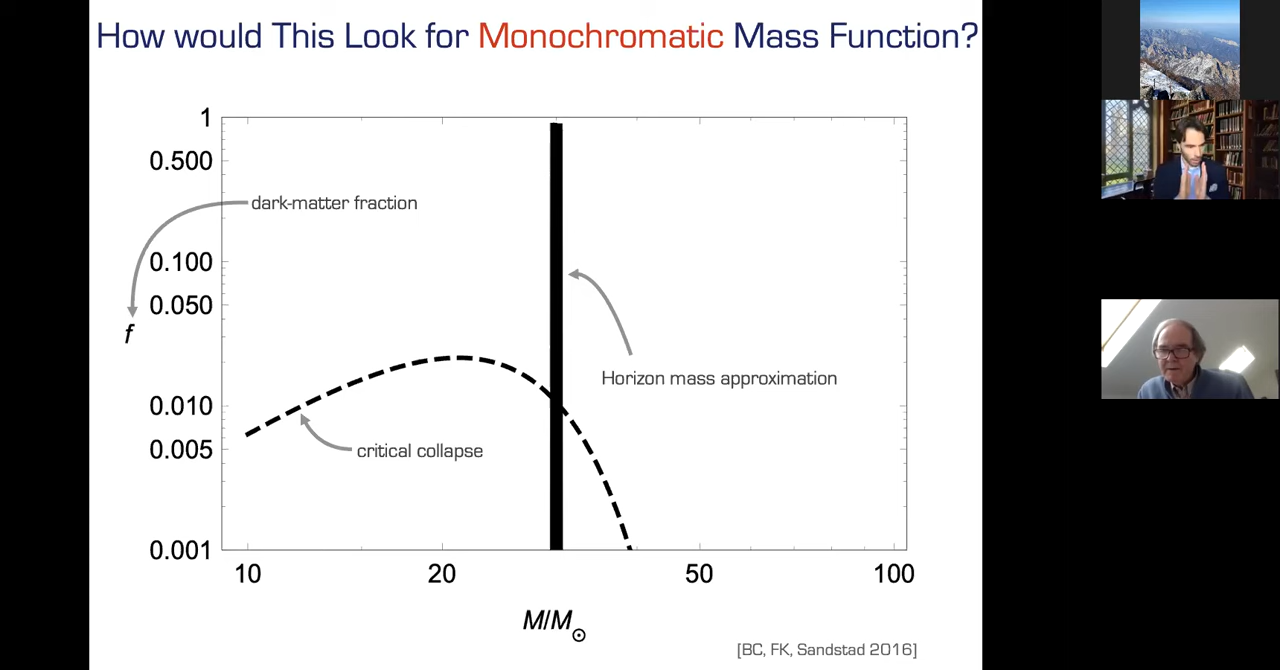 How would This Look for Monochromatic Mass Function?
1
0.500
dark-matter fraction
0.100
0.050
f
Horizon mass approximation
0.010
0.005
critical collapse
0.001
10 20 50 100
M/M☉
[BC, FK, Sandstad 2016]